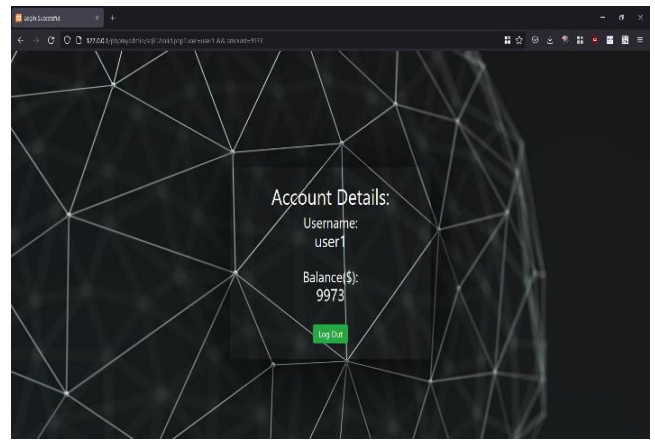 Login Successful
Account Details:
Username:
user1
Balance($):
9973
Log Out